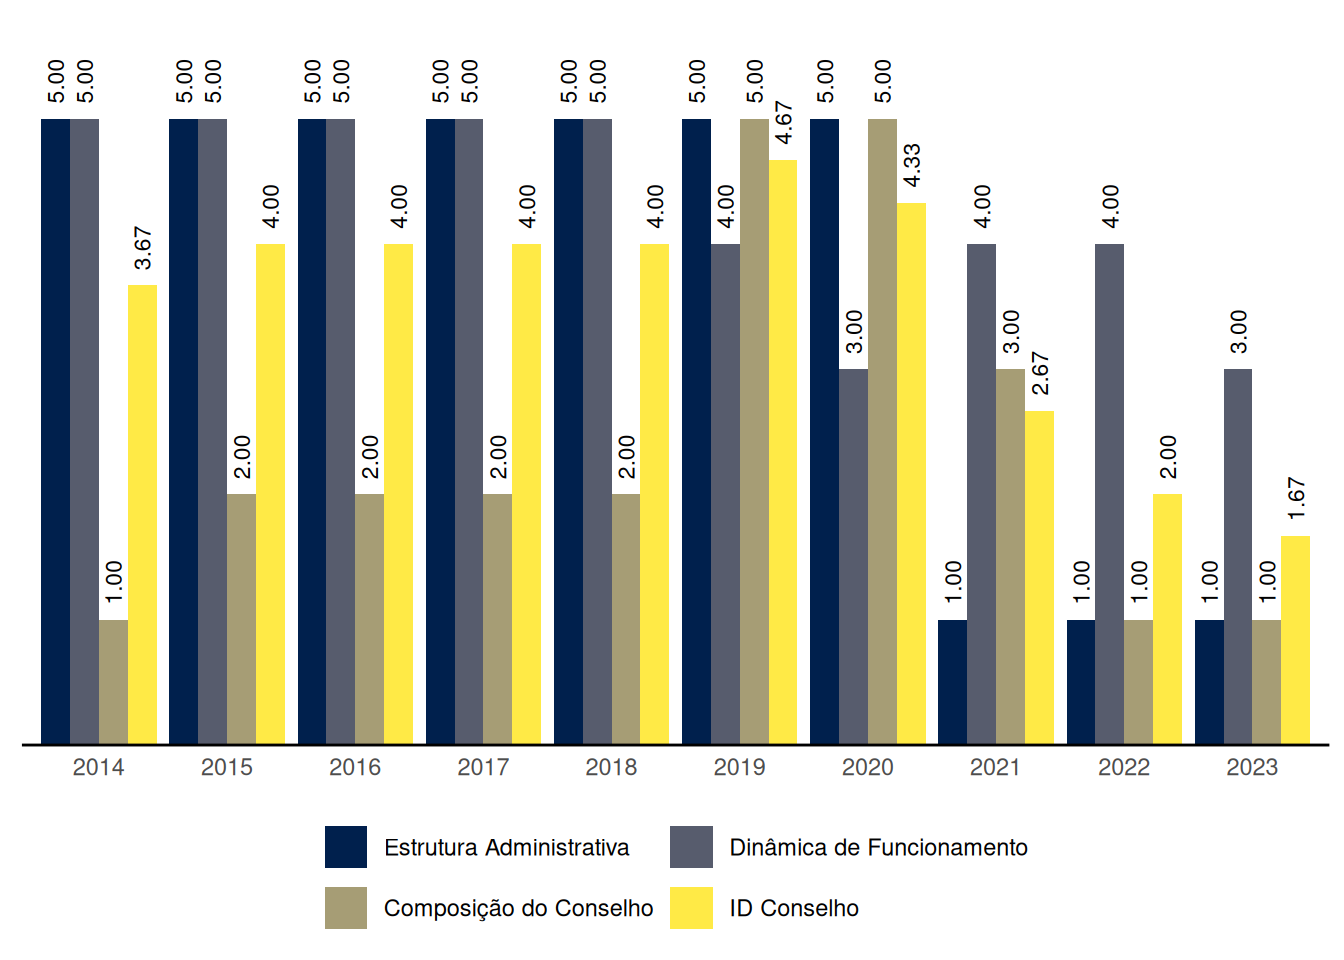 5.00 5.00 1.00 3.67
5.00 5.00 2.00 4.00
5.00 5.00 2.00 4.00
5.00 5.00 2.00 4.00
5.00 5.00 2.00 4.00
5.00 4.00 5.00 4.67
5.00 3.00 5.00 4.33
1.00 4.00 3.00 2.67
1.00 4.00 1.00 2.00
1.00 3.00 1.00 1.67
2014 2015 2016 2017 2018 2019 2020 2021 2022 2023
Estrutura Administrativa Dinâmica de Funcionamento
Composição do Conselho ID Conselho